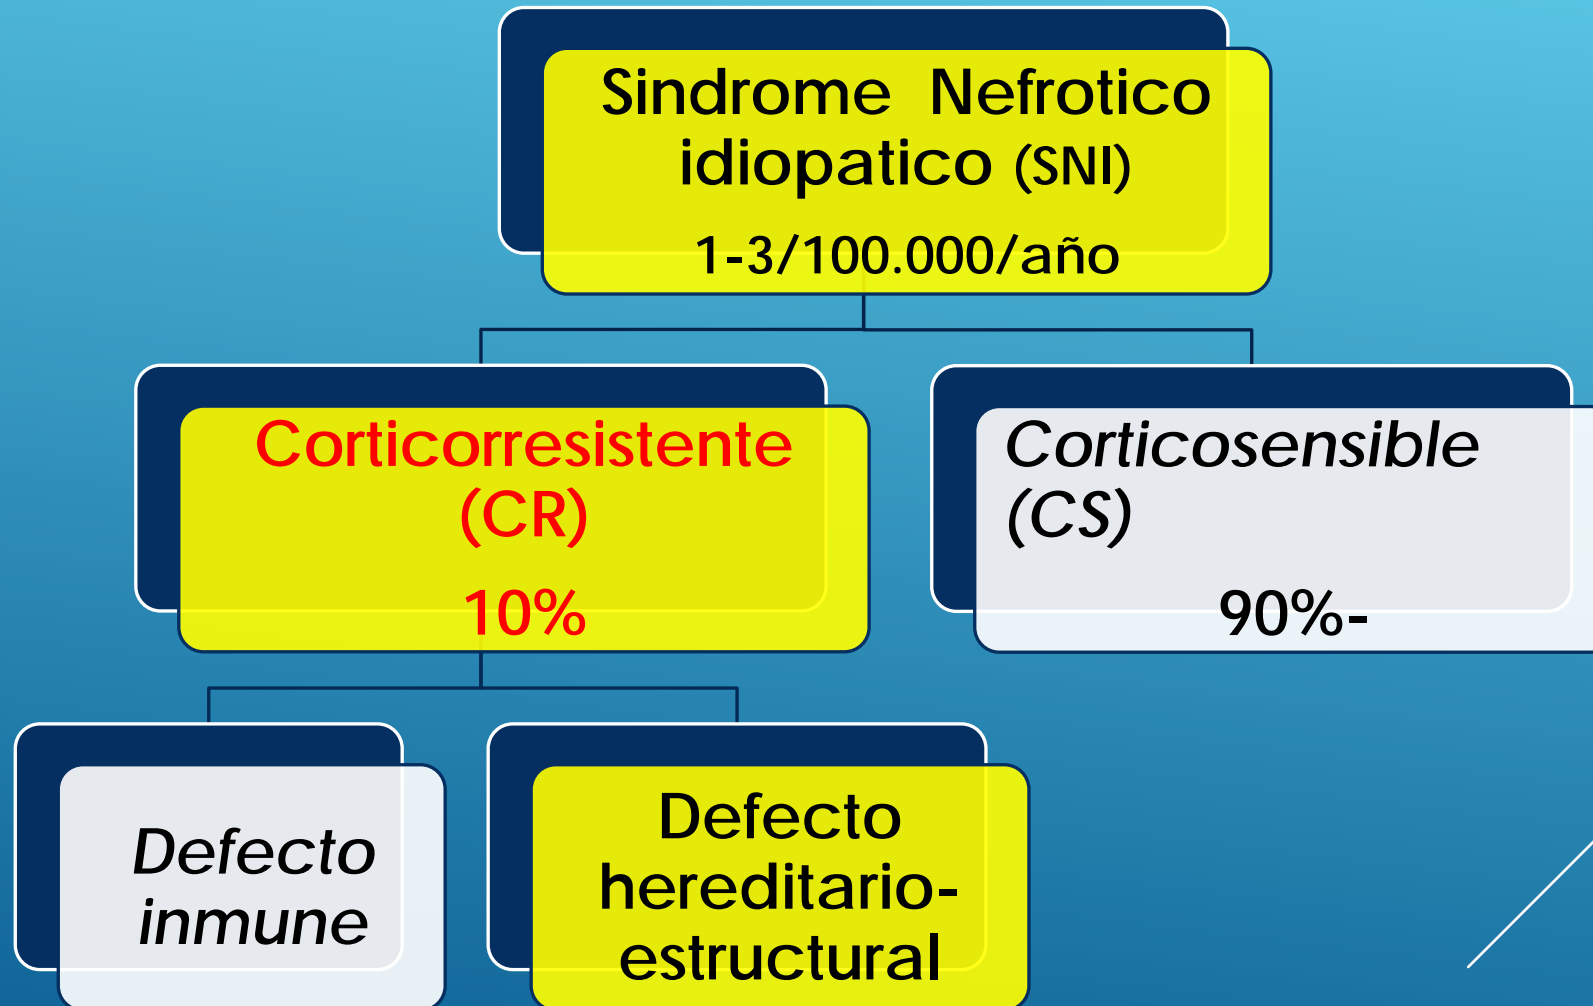 Sindrome Nefrotico
idiopatico (SNI)
1-3/100.000/año
Corticorresistente
(CR)
10%
Corticosensible
(CS)
90%-
Defecto
inmune
Defecto
hereditario-
estructural